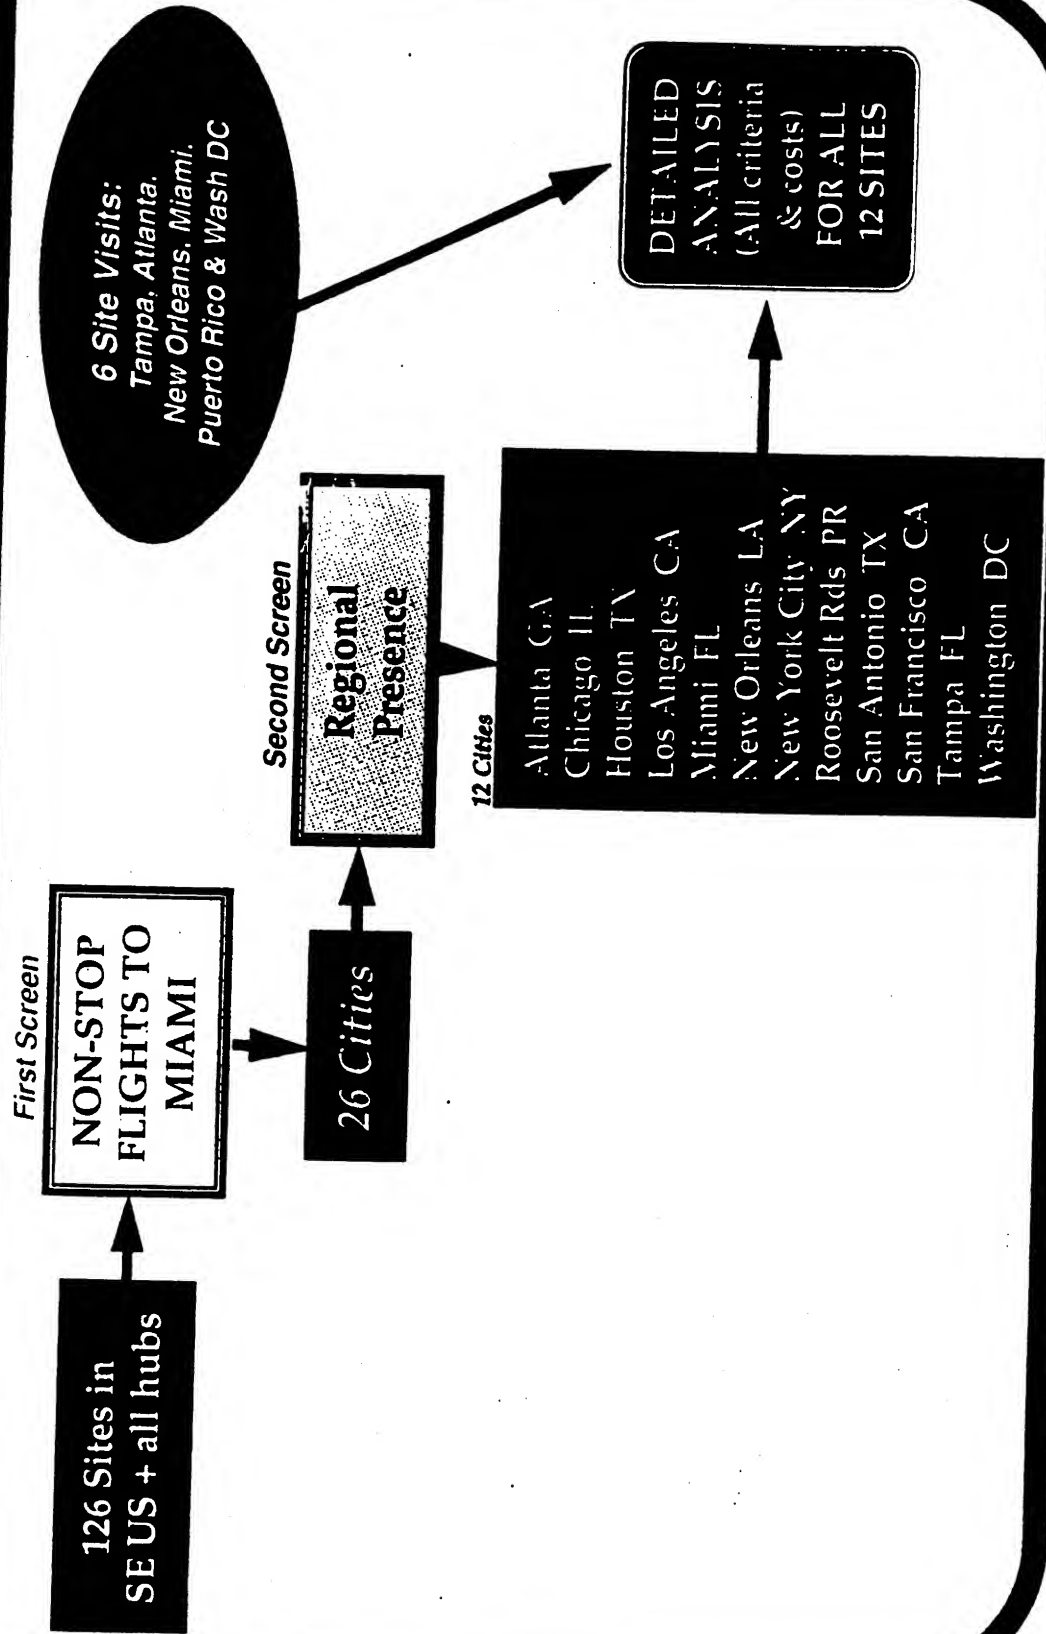 126 Sites in
SE US + all hubs
First Screen
NON-STOP
FLIGHTS TO
MIAMI
26 Cities
Second Screen
Regional
Presence
12 Cities
Atlanta GA
Chicago IL
Houston TX
Los Angeles CA
Miami FL
New Orleans LA
New York City NY
Roosevelt Rds PR
San Antonio TX
San Francisco CA
Tampa FL
Washington DC
6 Site Visits:
Tampa, Atlanta,
New Orleans, Miami,
Puerto Rico & Wash DC
DETAILED
ANALYSIS
(All criteria
& costs)
FOR ALL
12 SITES